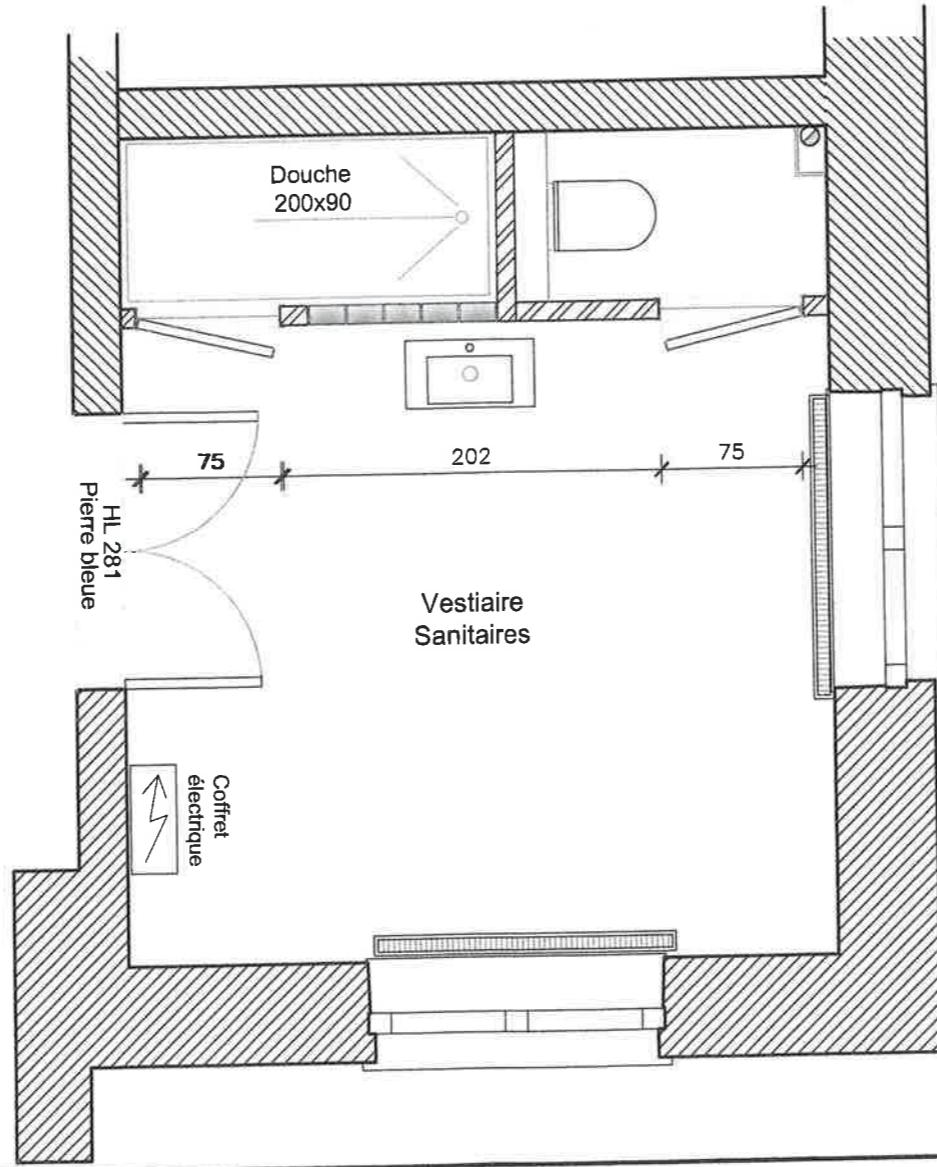 Douche
200x90
75
202
75
HL 281
Pierre bleue
Vestiaire
Sanitaires
Coffret
électrique